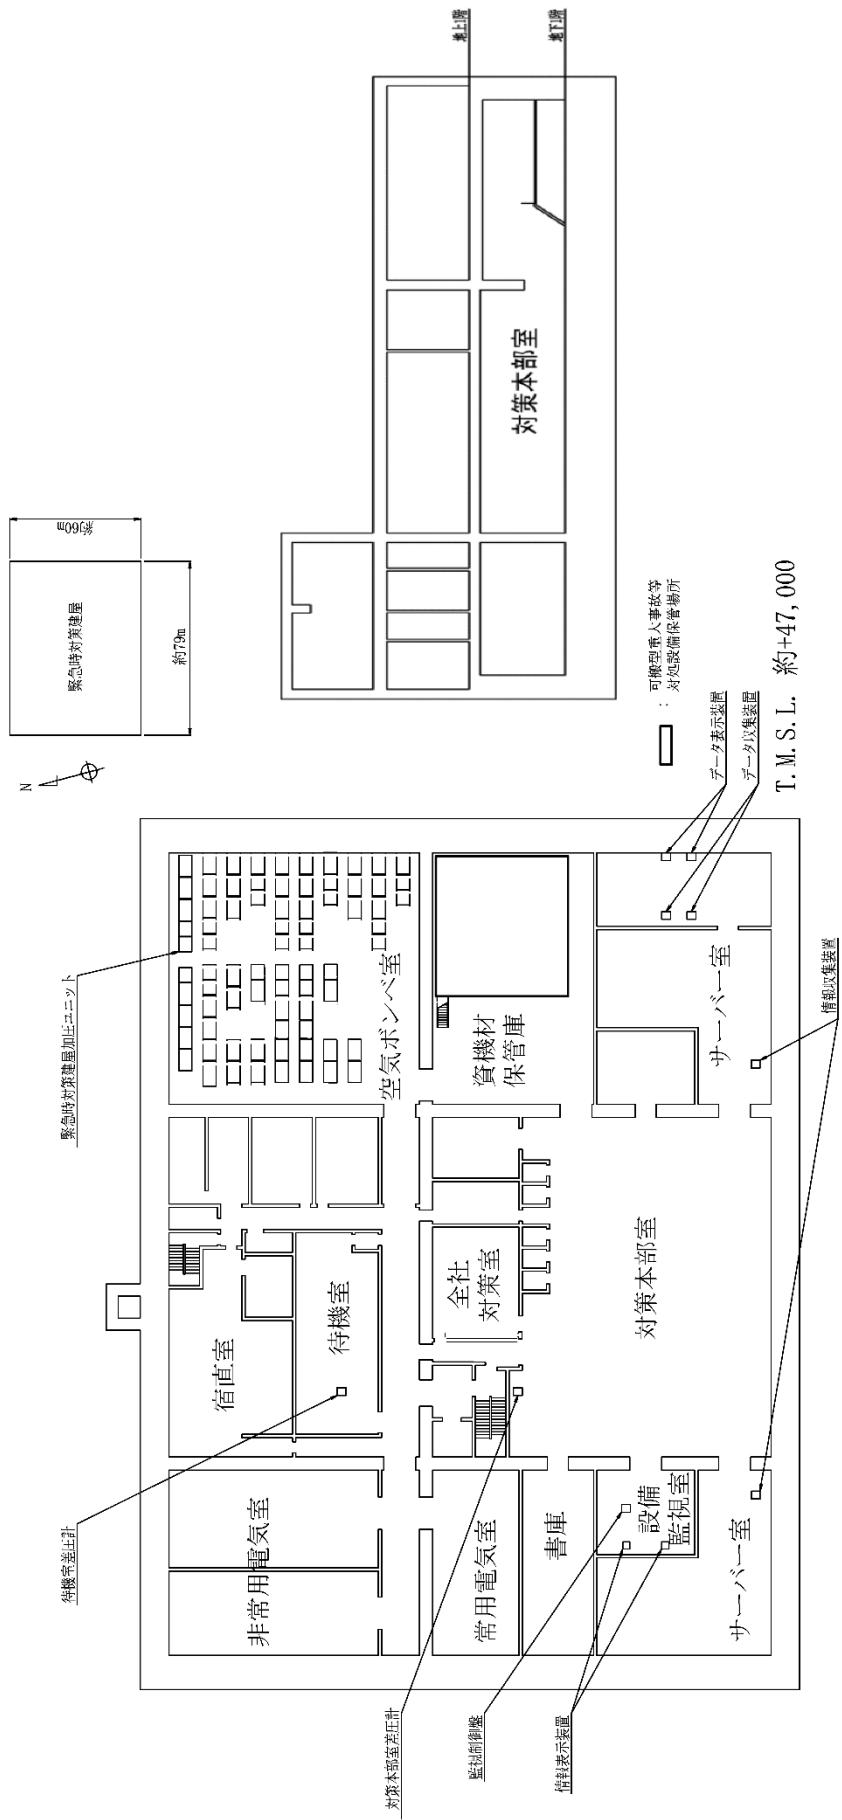 緊急時対策建屋
約60m
約79m
N
地上1階
地下1階
対策本部室
：可搬型重大事故等
対処設備保管場所
T.M.S.L. 約+47,000
データ表示装置
データ収集装置
情報収集装置
緊急時対策建屋加圧ユニット
空気ボンベ室
資機材
保管庫
サーバー室
宿直室
待機室
全社
対策室
対策本部室
非常用電気室
常用電気室
書庫
設備
監視室
サーバー室
待機室差圧計
対策本部室差圧計
監視制御盤
情報表示装置